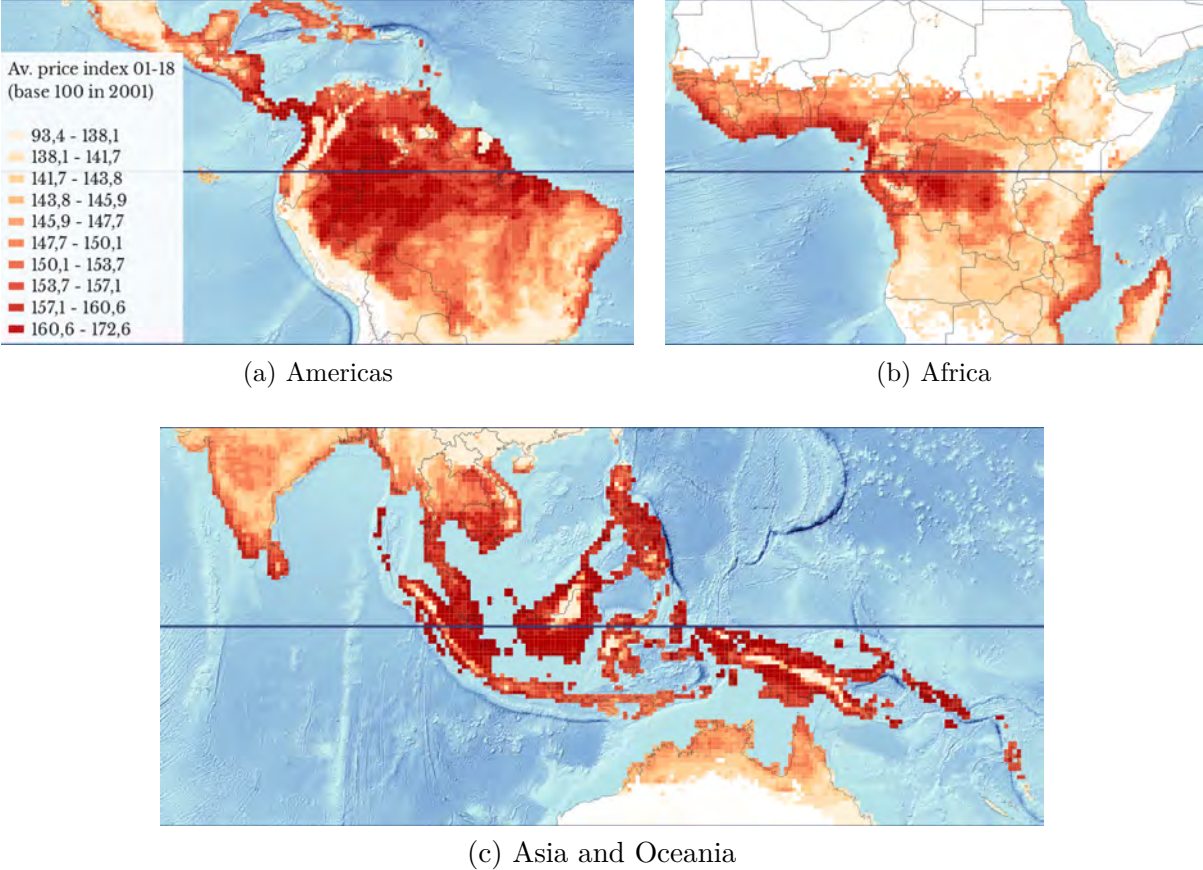 Av. price index 01-18
(base 100 in 2001)
93,4 - 138,1
138,1 - 141,7
141,7 - 143,8
143,8 - 145,9
145,9 - 147,7
147,7 - 150,1
150,1 - 153,7
153,7 - 157,1
157,1 - 160,6
160,6 - 172,6
(a) Americas
(b) Africa
(c) Asia and Oceania